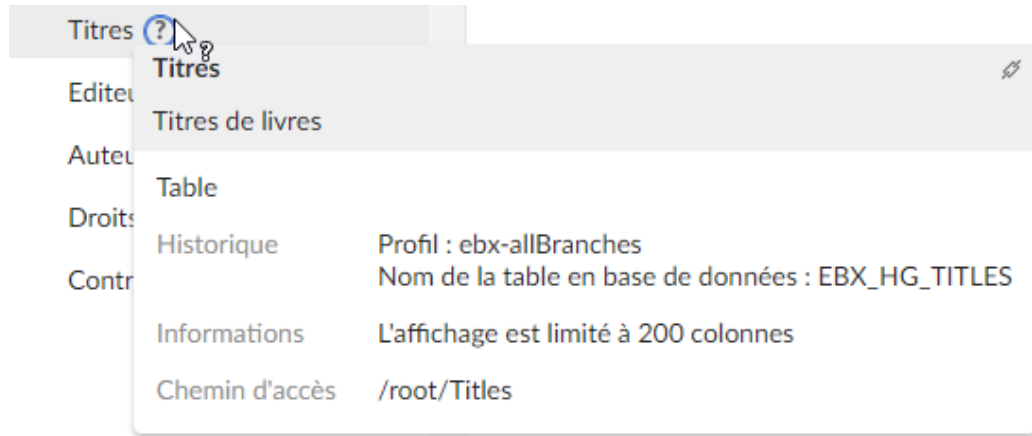 Titres ?
Titres
Editeu
Titres de livres
Auteu
Table
Droits
Historique Profil : ebx-allBranches
Contr Nom de la table en base de données : EBX_HG_TITLES
Informations L'affichage est limité à 200 colonnes
Chemin d'accès /root/Titles